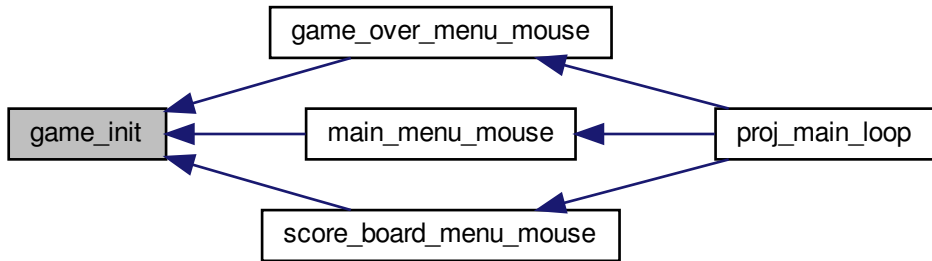 game_over_menu_mouse
game_init
main_menu_mouse
proj_main_loop
score_board_menu_mouse